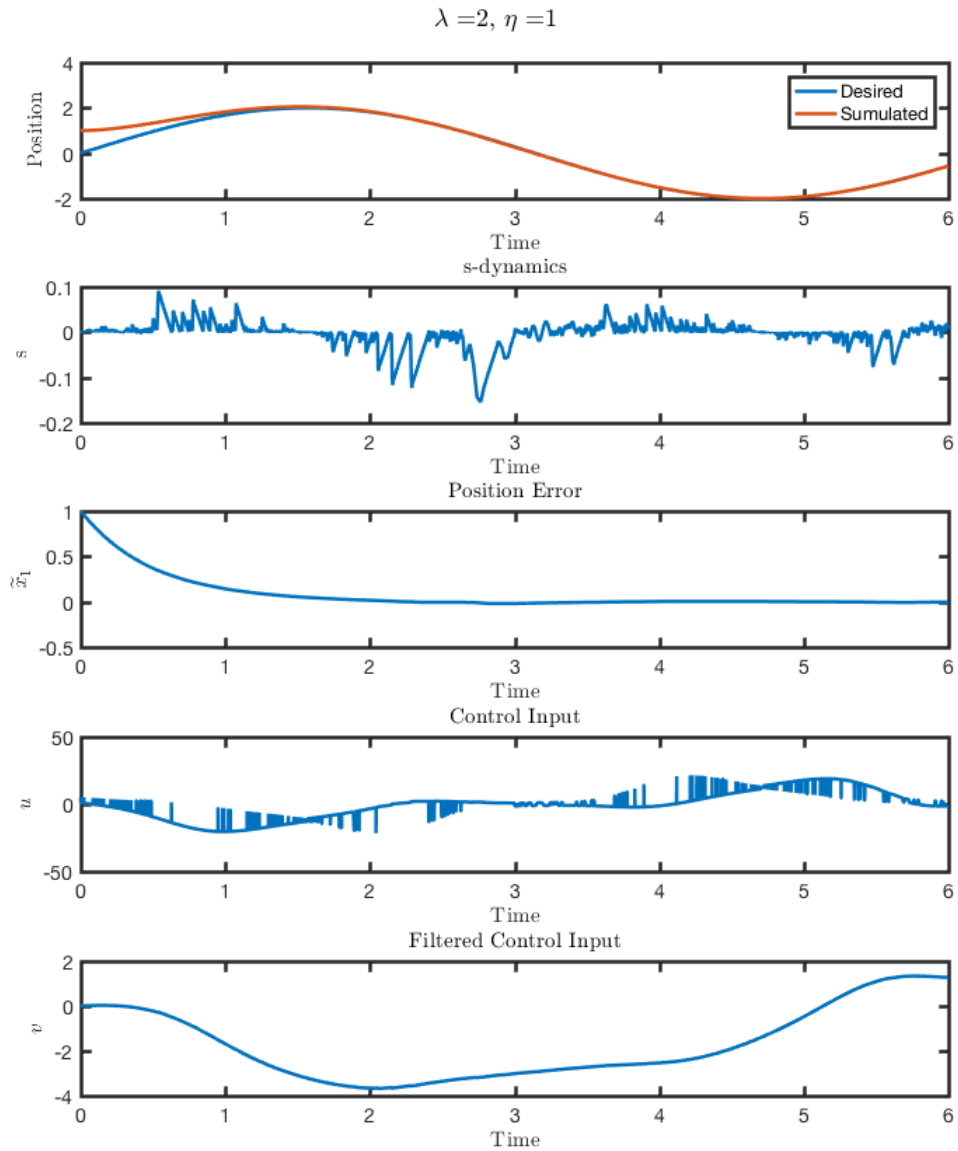 λ =2, η =1
4
2
0
-2
Position
Desired
Sumulated
0 1 2 3 4 5 6
Time
s-dynamics
0.1
0
-0.1
-0.2
s
0 1 2 3 4 5 6
Time
Position Error
1
0.5
0
-0.5
x̃₁
0 1 2 3 4 5 6
Time
Control Input
50
0
-50
u
0 1 2 3 4 5 6
Time
Filtered Control Input
2
0
-2
-4
v
0 1 2 3 4 5 6
Time